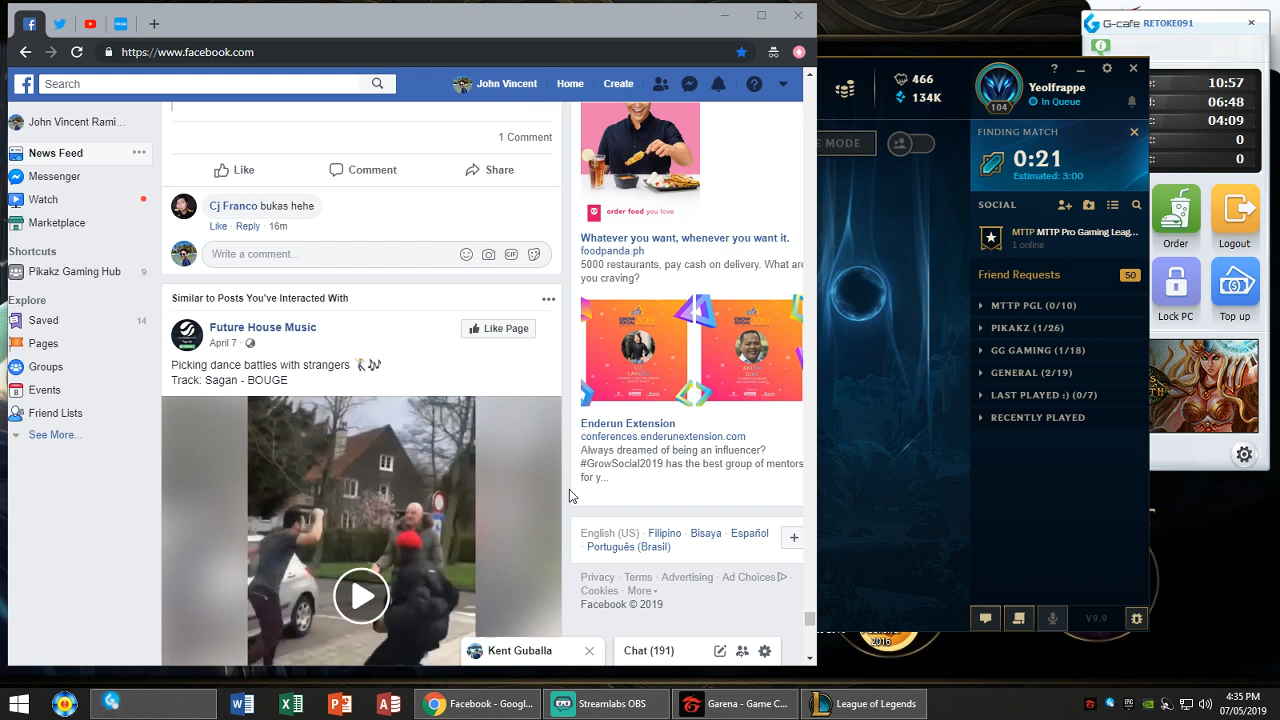 https://www.facebook.com
Search
John Vincent
Home
Create
John Vincent Rami...
News Feed
Messenger
Watch
Marketplace
Shortcuts
Pikakz Gaming Hub 9
Explore
Saved 14
Pages
Groups
Events
Friend Lists
See More...
1 Comment
Like
Comment
Share
Cj Franco bukas hehe
Like · Reply · 16m
Write a comment...
GIF
Similar to Posts You've Interacted With
Future House Music
April 7 ·
Like Page
Picking dance battles with strangers
Track: Sagan - BOUGE
order food you love
Whatever you want, whenever you want it.
foodpanda.ph
5000 restaurants, pay cash on delivery. What are
you craving?
Enderun Extension
conferences.enderunextension.com
Always dreamed of being an influencer?
#GrowSocial2019 has the best group of mentors
for y...
English (US) · Filipino · Bisaya · Español
· Português (Brasil)
Privacy · Terms · Advertising · Ad Choices ·
Cookies · More
Facebook © 2019
Kent Guballa
Chat (191)
466
134K
E MODE
104
Yeolfrappe
In Queue
FINDING MATCH
0:21
Estimated: 3:00
SOCIAL
MTTP MTTP Pro Gaming Leag...
1 online
Friend Requests 50
MTTP PGL (0/10)
PIKAKZ (1/26)
GG GAMING (1/18)
GENERAL (2/19)
LAST PLAYED :) (0/7)
RECENTLY PLAYED
V9.9
G-cafe RETOKE091
: 10:57
: 06:48
: 04:09
: 0
: 0
Order
Logout
Lock PC
Top up
2016
Facebook - Googl...
Streamlabs OBS
Garena - Game C...
League of Legends
4:35 PM
07/05/2019